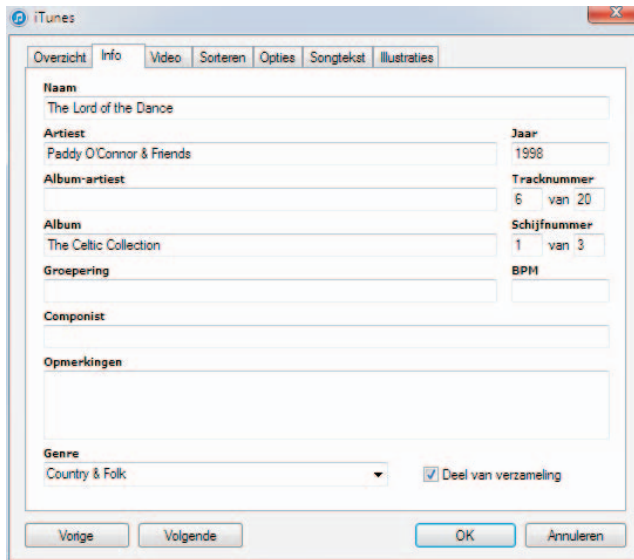 iTunes
Overzicht Info Video Sorteren Opties Songtekst Illustraties
Naam
The Lord of the Dance
Artiest Jaar
Paddy O'Connor & Friends 1998
Album-artiest Tracknummer
6 van 20
Album Schijfnummer
The Celtic Collection 1 van 3
Groepering BPM
Componist
Opmerkingen
Genre
Country & Folk Deel van verzameling
Vorige Volgende OK Annuleren